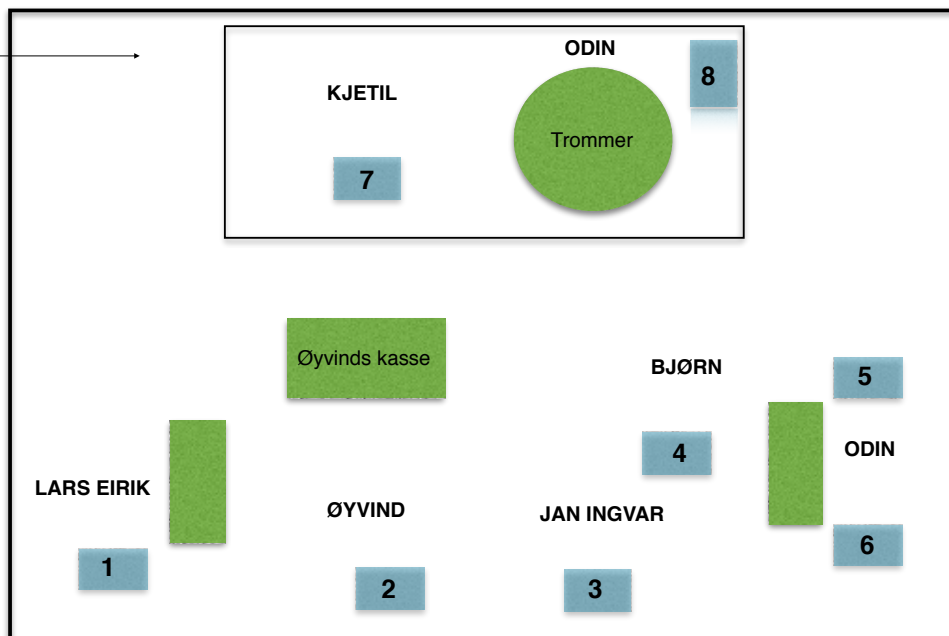 ODIN
8
KJETIL
Trommer
7
Øyvinds kasse
BJØRN
5
4
ODIN
LARS EIRIK
ØYVIND
JAN INGVAR
6
1
2
3